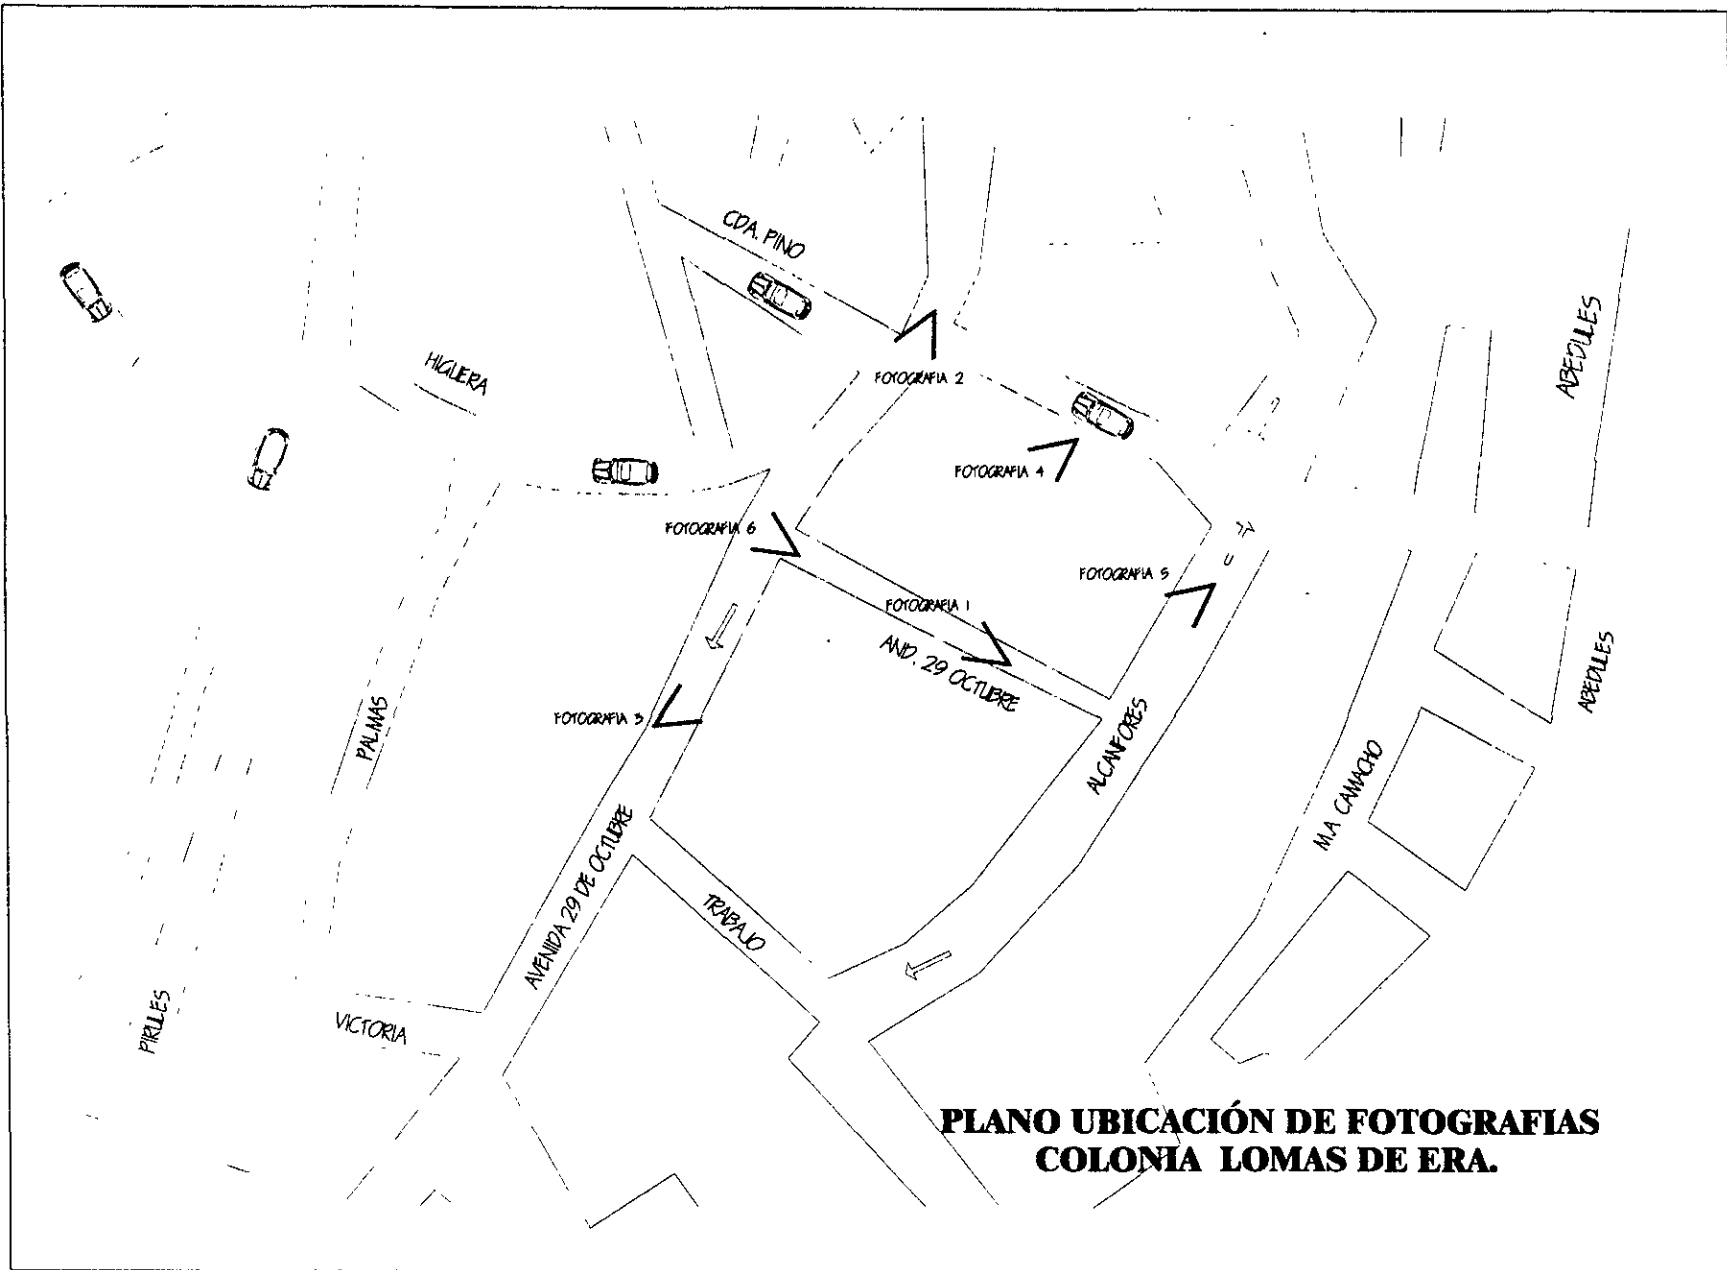 CDA. PINO
HIGUERA
FOTOGRAFIA 2
ABEDULES
FOTOGRAFIA 4
FOTOGRAFIA 6
FOTOGRAFIA 5
FOTOGRAFIA 1
AND. 29 OCTUBRE
ABEDULES
FOTOGRAFIA 3
PALMAS
ALCANFORES
M.A. CAMACHO
AVENIDA 29 DE OCTUBRE
TRABAJO
PIRULES
VICTORIA
PLANO UBICACIÓN DE FOTOGRAFIAS
COLONIA LOMAS DE ERA.